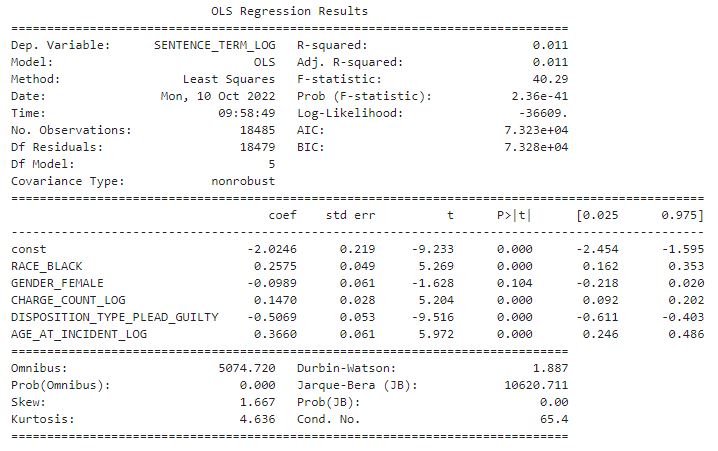 OLS Regression Results
==============================================================================
Dep. Variable:      SENTENCE_TERM_LOG   R-squared:                       0.011
Model:                            OLS   Adj. R-squared:                  0.011
Method:                 Least Squares   F-statistic:                     40.29
Date:                Mon, 10 Oct 2022   Prob (F-statistic):           2.36e-41
Time:                        09:58:49   Log-Likelihood:                -36609.
No. Observations:               18485   AIC:                         7.323e+04
Df Residuals:                   18479   BIC:                         7.328e+04
Df Model:                           5
Covariance Type:            nonrobust
=================================================================================================
                                    coef    std err          t      P>|t|      [0.025      0.975]
-------------------------------------------------------------------------------------------------
const                            -2.0246      0.219     -9.233      0.000      -2.454      -1.595
RACE_BLACK                        0.2575      0.049      5.269      0.000       0.162       0.353
GENDER_FEMALE                    -0.0989      0.061     -1.628      0.104      -0.218       0.020
CHARGE_COUNT_LOG                  0.1470      0.028      5.204      0.000       0.092       0.202
DISPOSITION_TYPE_PLEAD_GUILTY    -0.5069      0.053     -9.516      0.000      -0.611      -0.403
AGE_AT_INCIDENT_LOG               0.3660      0.061      5.972      0.000       0.246       0.486
==============================================================================
Omnibus:                     5074.720   Durbin-Watson:                   1.887
Prob(Omnibus):                  0.000   Jarque-Bera (JB):            10620.711
Skew:                           1.667   Prob(JB):                         0.00
Kurtosis:                       4.636   Cond. No.                         65.4
==============================================================================